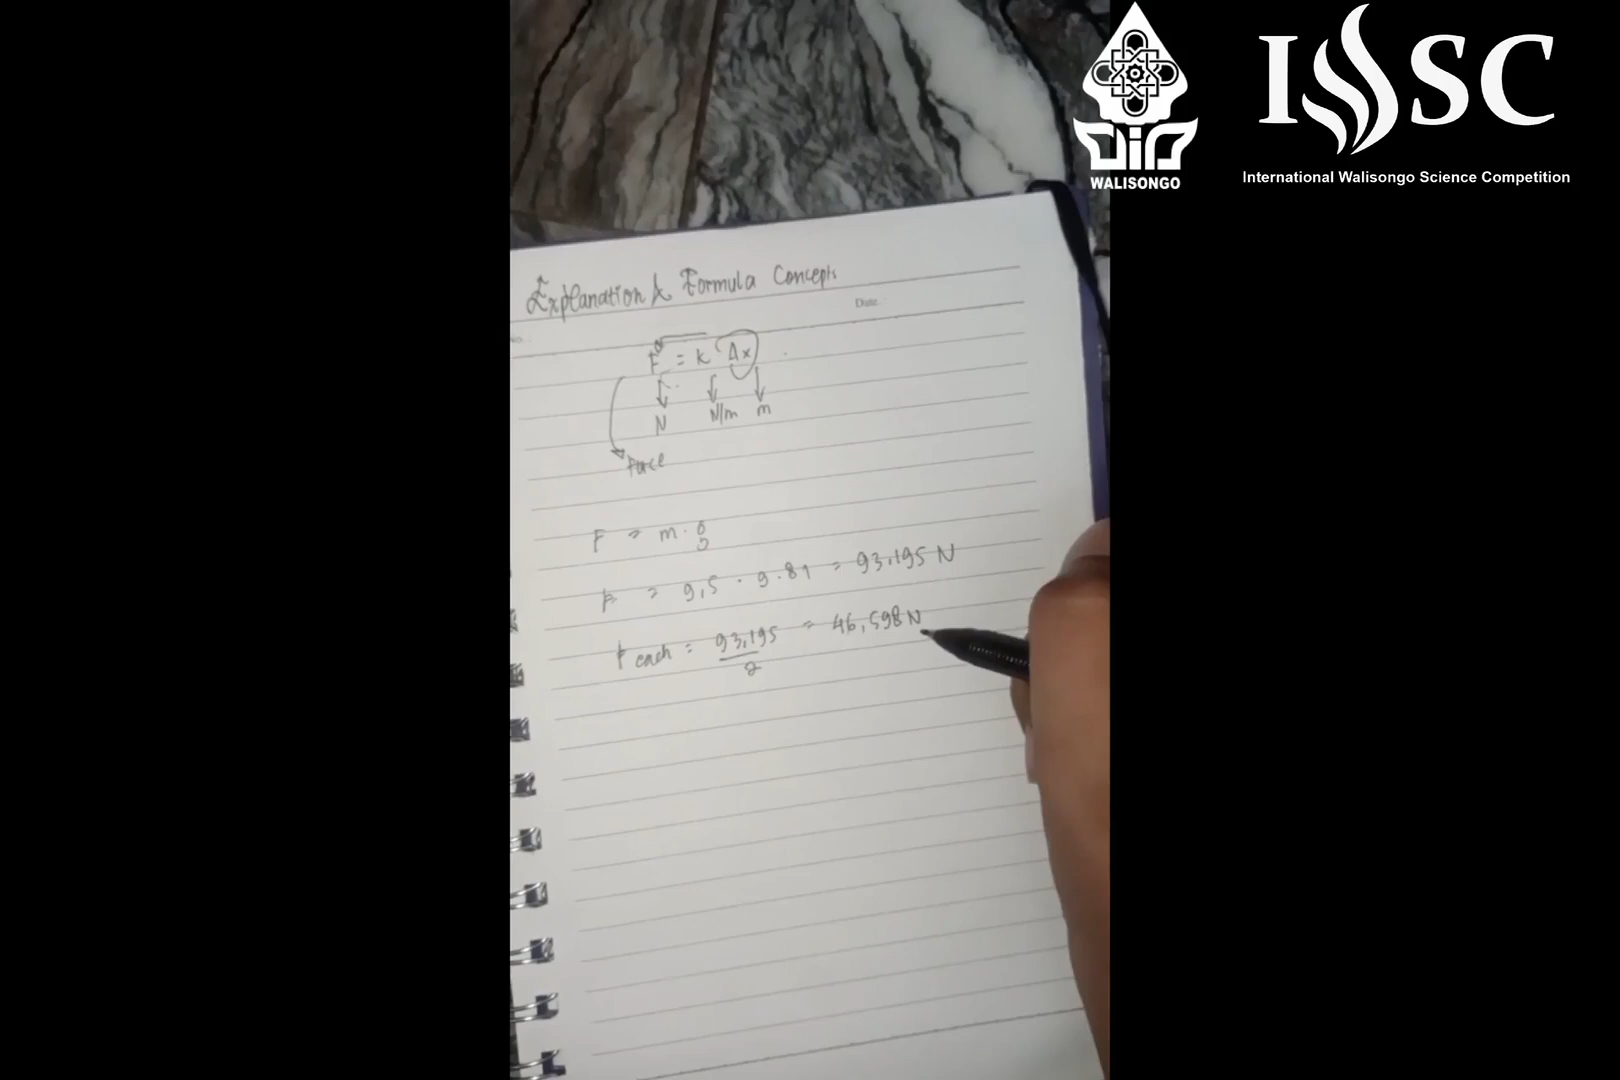 WALISONGO
ISSC
International Walisongo Science Competition
Explanation & Formula Concepts
Date
F = k Δx
N N/m m
Force
F = m · g
F = 9,5 · 9.81 = 93,195 N
F each = 93,195 / 2 = 46,598 N